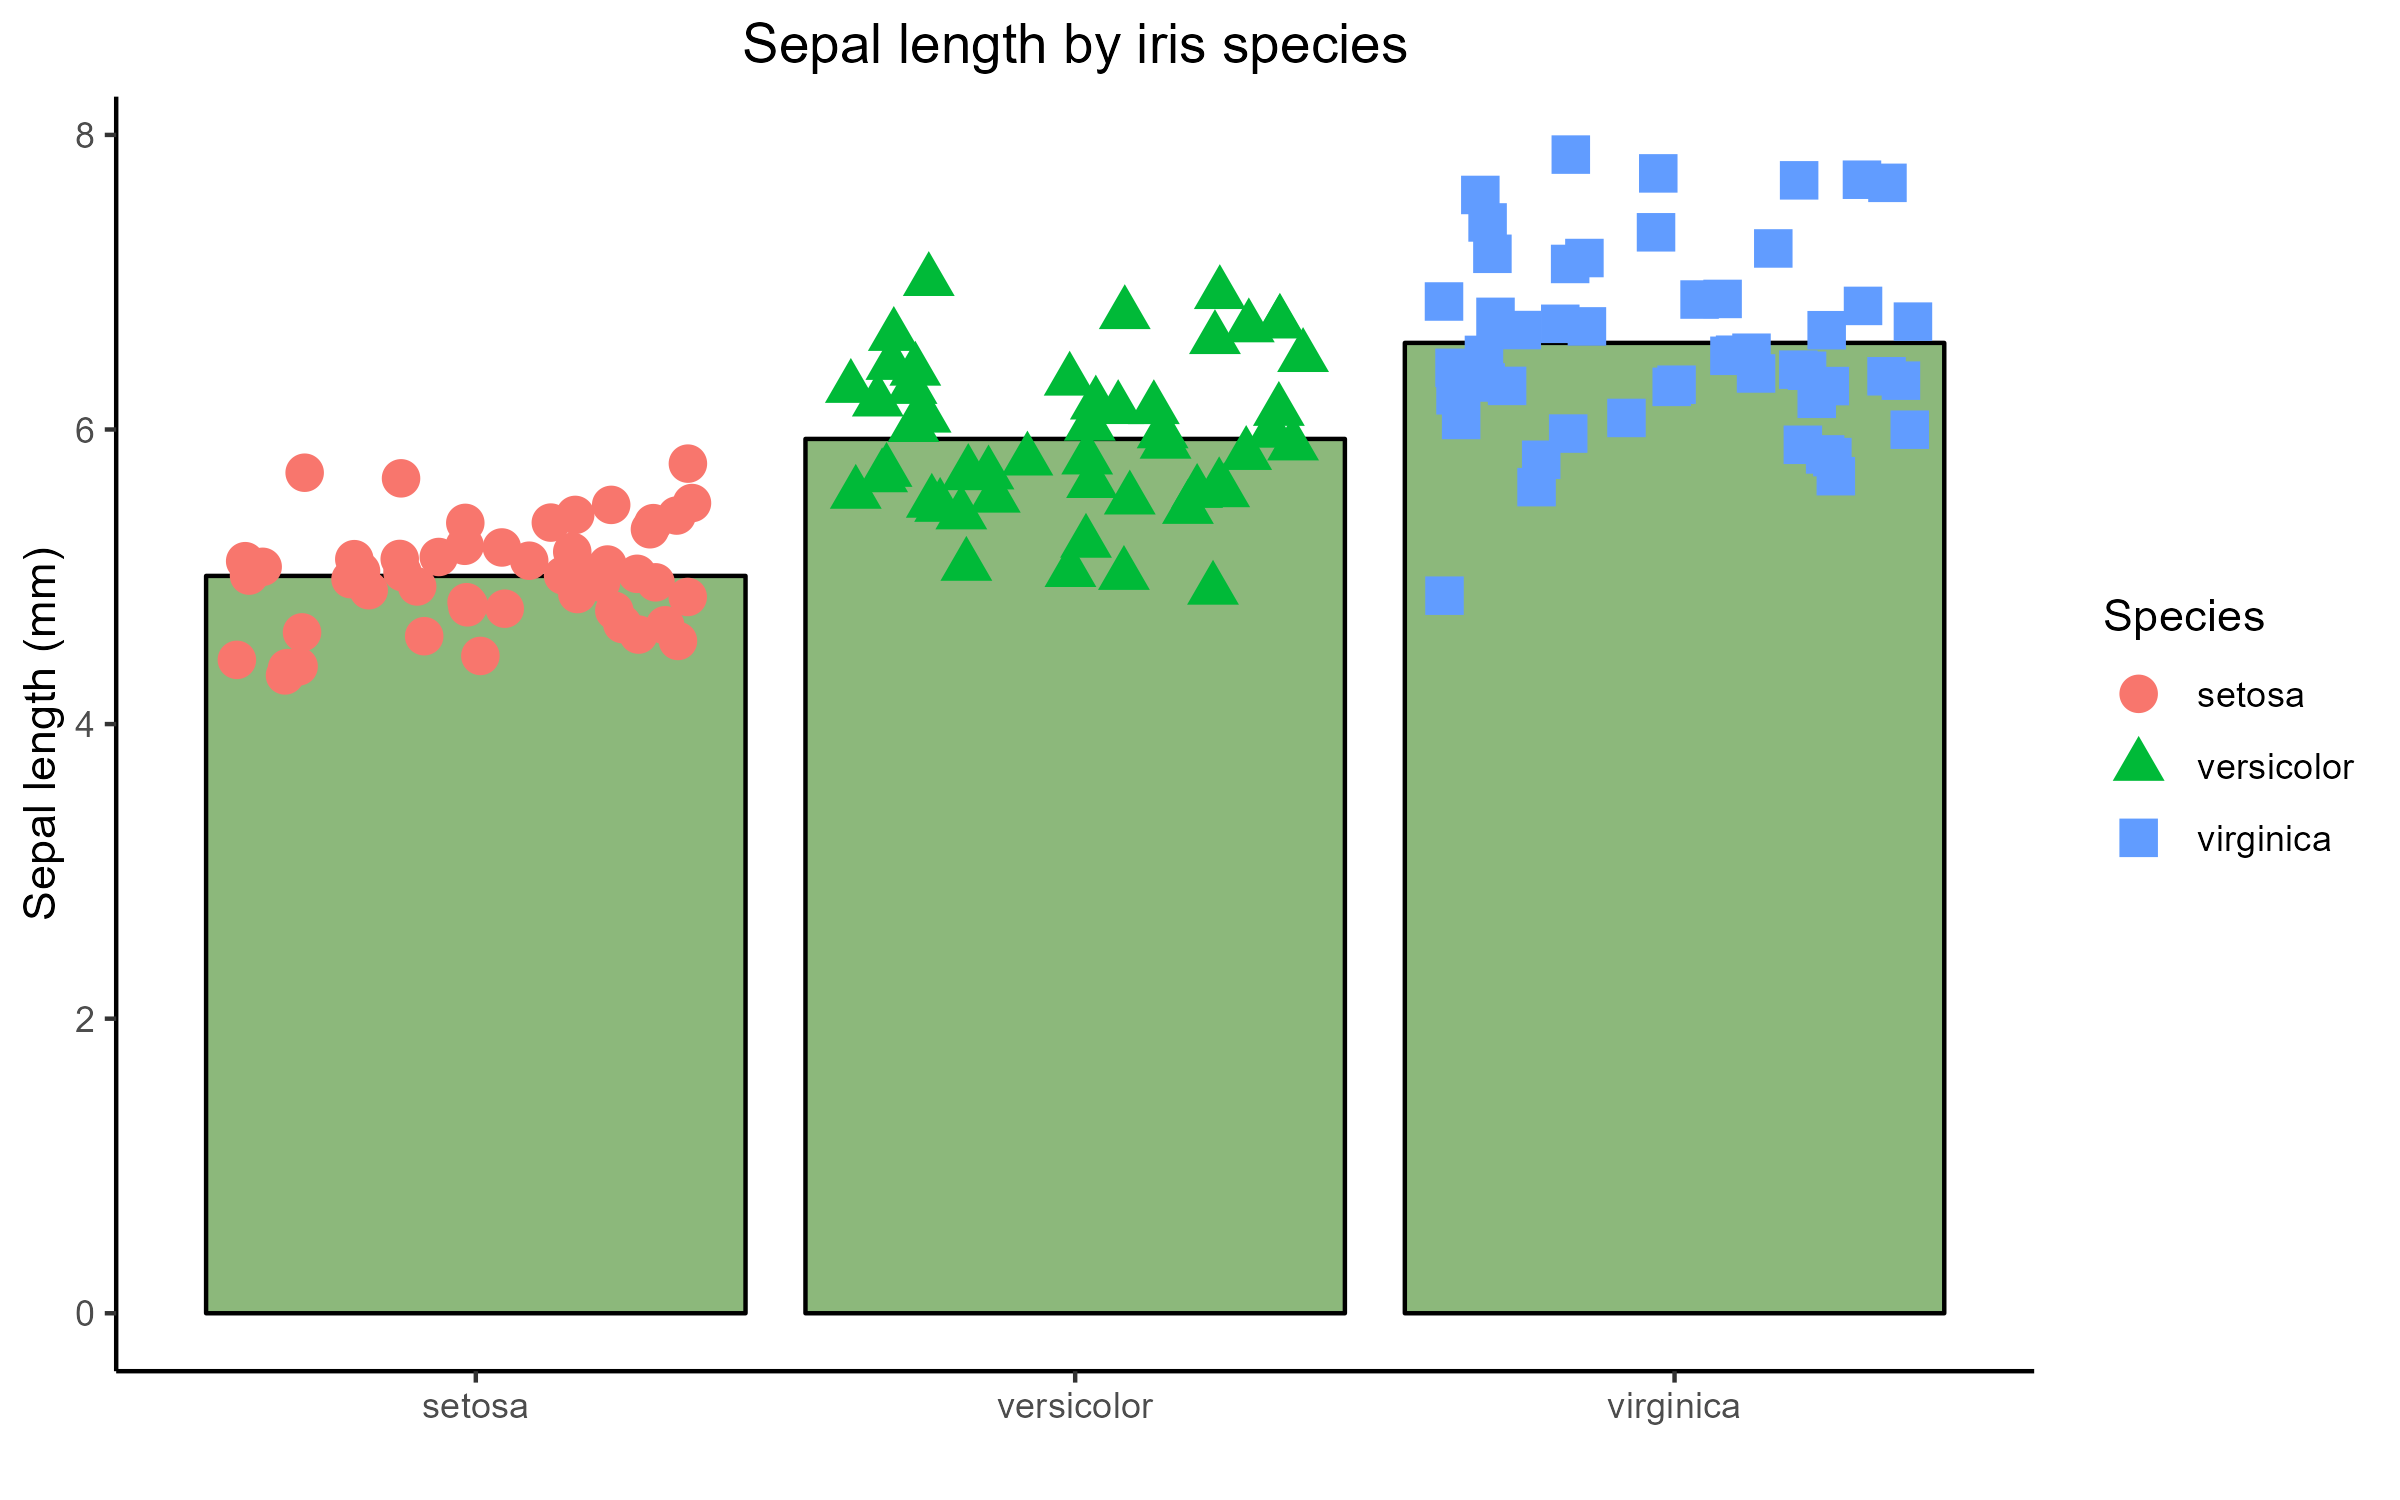 Sepal length by iris species
Sepal length (mm)
8
6
4
2
0
setosa
versicolor
virginica
Species
setosa
versicolor
virginica